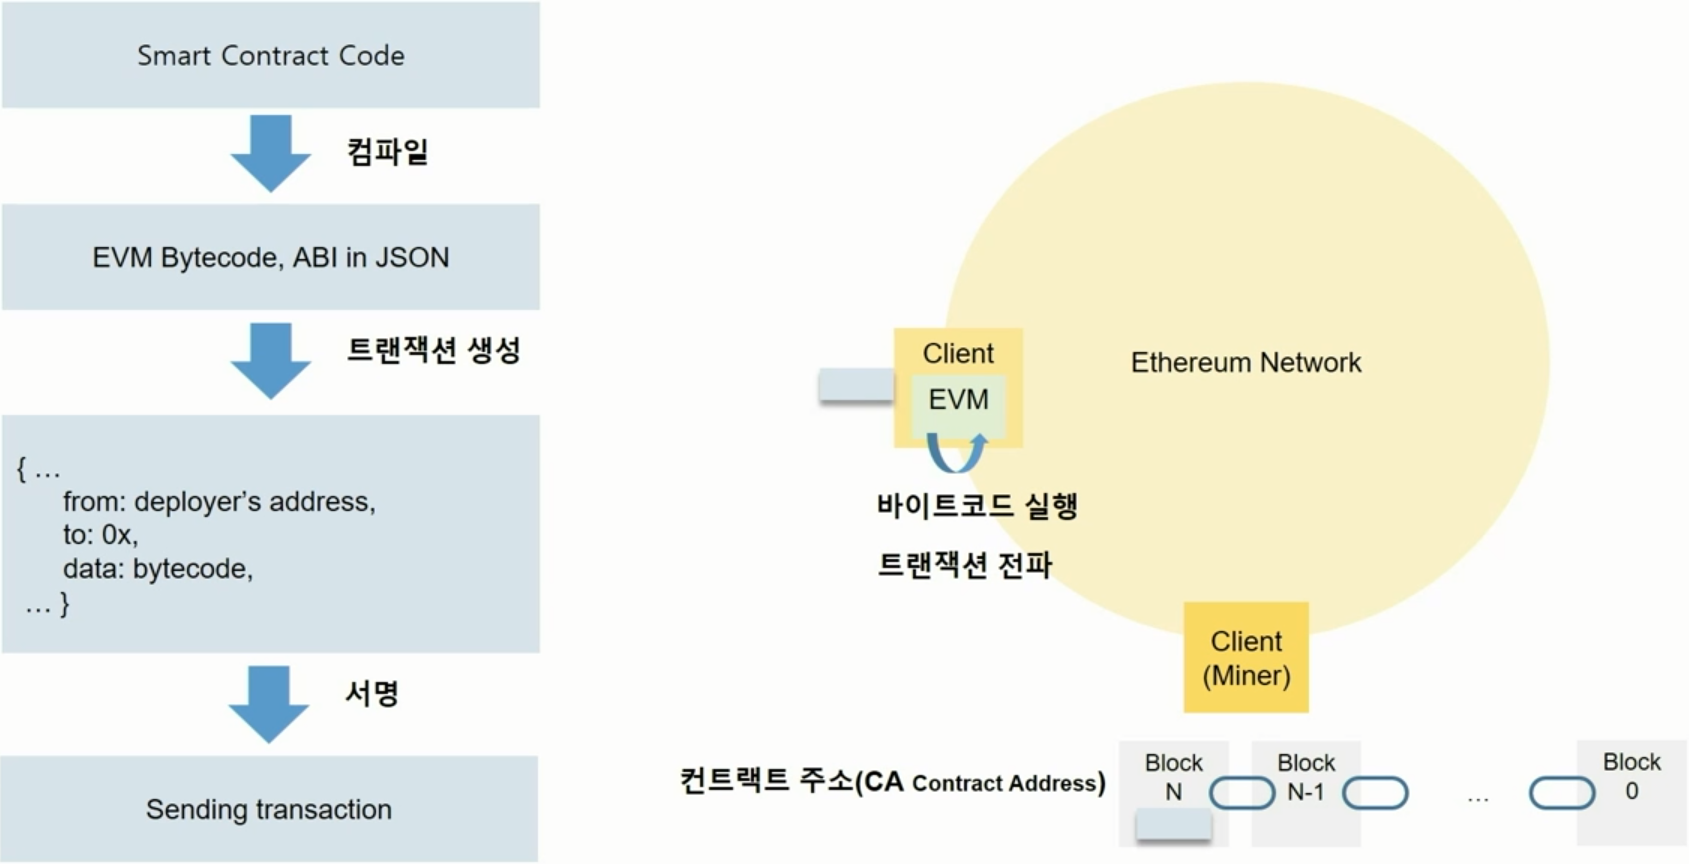 Smart Contract Code
컴파일
EVM Bytecode, ABI in JSON
트랜잭션 생성
{ …
from: deployer’s address,
to: 0x,
data: bytecode,
… }
서명
Sending transaction
Client
EVM
바이트코드 실행
트랜잭션 전파
Ethereum Network
Client
(Miner)
컨트랙트 주소(CA Contract Address)
Block
N
Block
N-1
…
Block
0